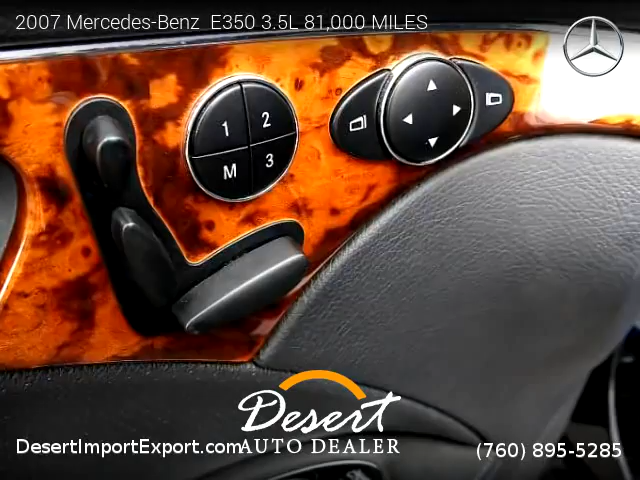 2007 Mercedes-Benz E350 3.5L 81,000 MILES
1 2
M 3
Desert
AUTO DEALER
DesertImportExport.com
(760) 895-5285